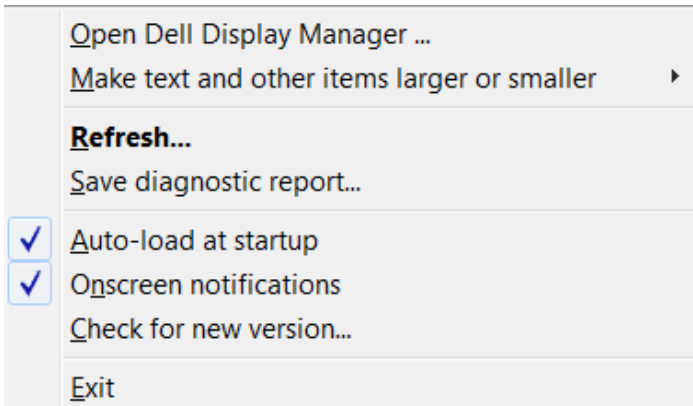 Open Dell Display Manager ...
Make text and other items larger or smaller
Refresh...
Save diagnostic report...
Auto-load at startup
Onscreen notifications
Check for new version...
Exit